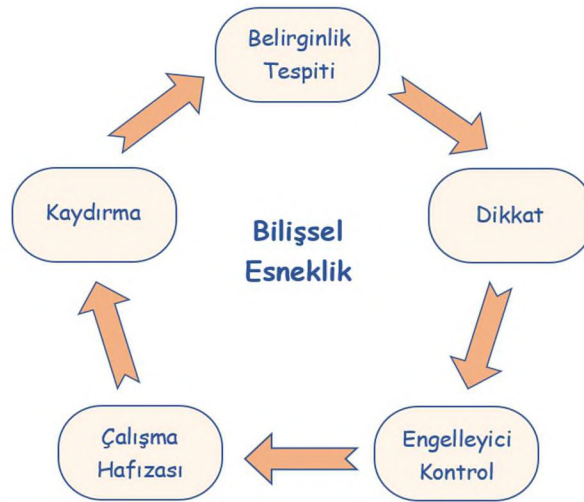 Belirginlik
Tespiti
Dikkat
Engelleyici
Kontrol
Çalışma
Hafızası
Kaydırma
Bilişsel
Esneklik